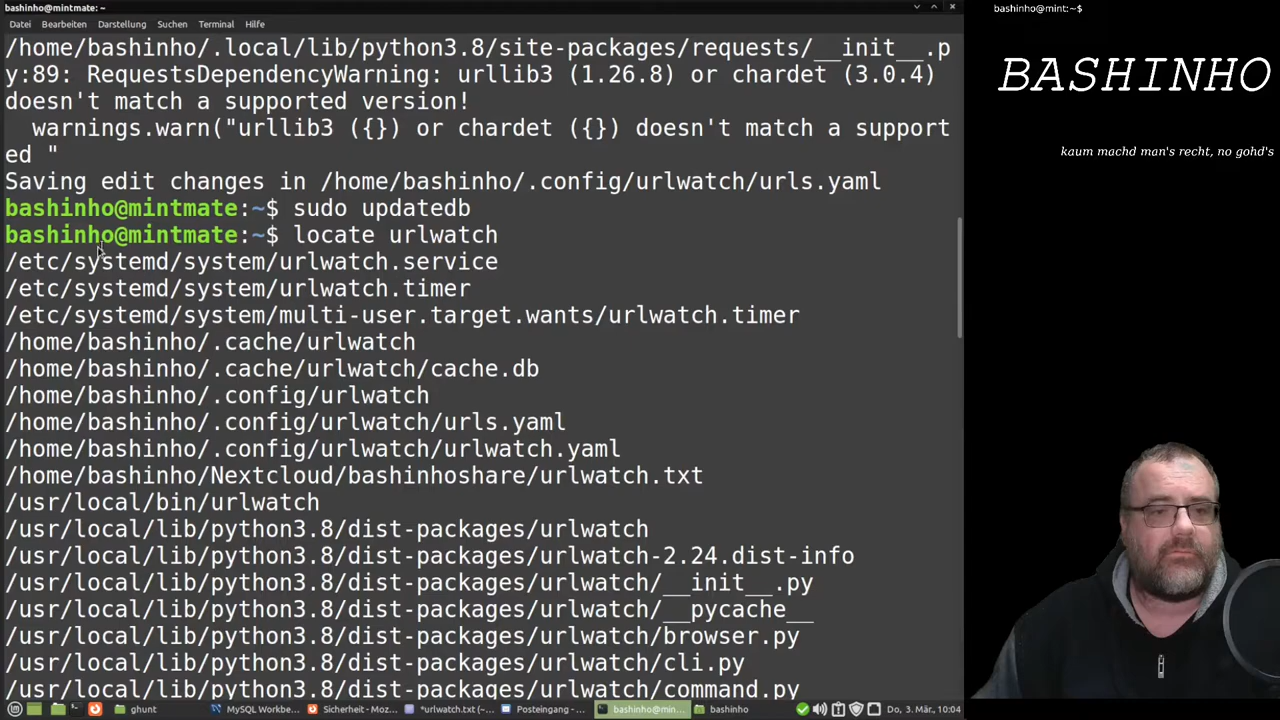 bashinho@mintmate: ~
Datei Bearbeiten Darstellung Suchen Terminal Hilfe
/home/bashinho/.local/lib/python3.8/site-packages/requests/__init__.p
y:89: RequestsDependencyWarning: urllib3 (1.26.8) or chardet (3.0.4)
doesn't match a supported version!
warnings.warn("urllib3 ({}) or chardet ({}) doesn't match a support
ed "
Saving edit changes in /home/bashinho/.config/urlwatch/urls.yaml
bashinho@mintmate:~$ sudo updatedb
bashinho@mintmate:~$ locate urlwatch
/etc/systemd/system/urlwatch.service
/etc/systemd/system/urlwatch.timer
/etc/systemd/system/multi-user.target.wants/urlwatch.timer
/home/bashinho/.cache/urlwatch
/home/bashinho/.cache/urlwatch/cache.db
/home/bashinho/.config/urlwatch
/home/bashinho/.config/urlwatch/urls.yaml
/home/bashinho/.config/urlwatch/urlwatch.yaml
/home/bashinho/Nextcloud/bashinhoshare/urlwatch.txt
/usr/local/bin/urlwatch
/usr/local/lib/python3.8/dist-packages/urlwatch
/usr/local/lib/python3.8/dist-packages/urlwatch-2.24.dist-info
/usr/local/lib/python3.8/dist-packages/urlwatch/__init__.py
/usr/local/lib/python3.8/dist-packages/urlwatch/__pycache__
/usr/local/lib/python3.8/dist-packages/urlwatch/browser.py
/usr/local/lib/python3.8/dist-packages/urlwatch/cli.py
/usr/local/lib/python3.8/dist-packages/urlwatch/command.py
ghunt MySQL Workbe... Sicherheit - Moz... *urlwatch.txt (~... Posteingang - ... bashinho@min... bashinho Do, 3. Mär., 10:04
bashinho@mint:~$
BASHINHO
kaum machd man's recht, no gohd's